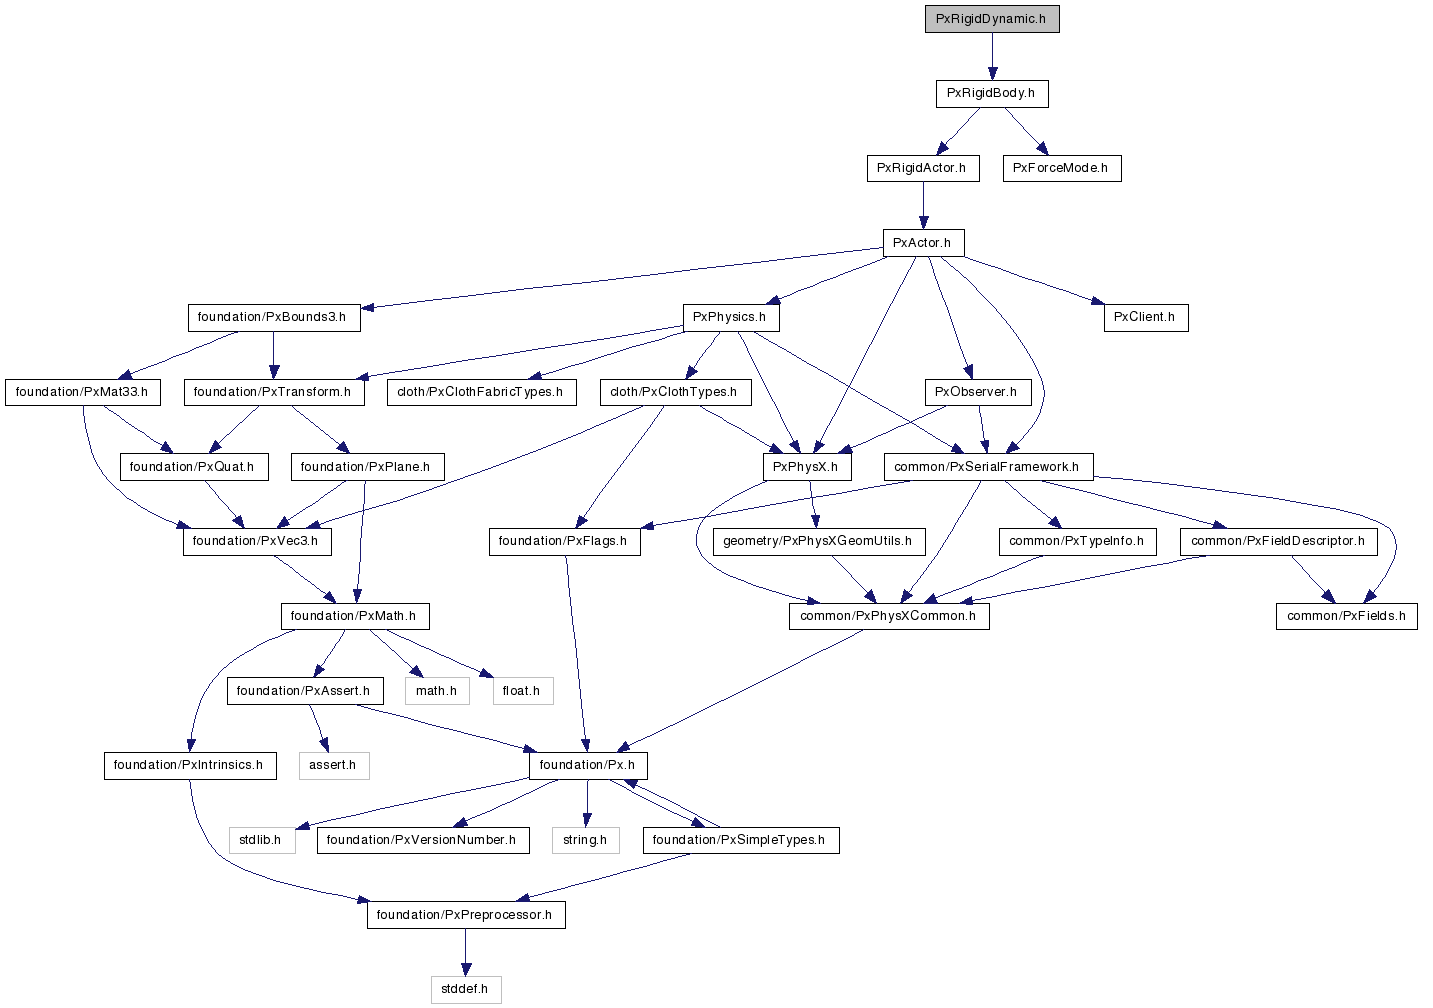 PxRigidDynamic.h
PxRigidBody.h
PxRigidActor.h
PxForceMode.h
PxActor.h
foundation/PxBounds3.h
PxPhysics.h
PxClient.h
foundation/PxMat33.h
foundation/PxTransform.h
cloth/PxClothFabricTypes.h
cloth/PxClothTypes.h
PxObserver.h
foundation/PxQuat.h
foundation/PxPlane.h
PxPhysX.h
common/PxSerialFramework.h
foundation/PxVec3.h
foundation/PxFlags.h
geometry/PxPhysXGeomUtils.h
common/PxTypeInfo.h
common/PxFieldDescriptor.h
foundation/PxMath.h
common/PxPhysXCommon.h
common/PxFields.h
foundation/PxAssert.h
math.h
float.h
foundation/PxIntrinsics.h
assert.h
foundation/Px.h
stdlib.h
foundation/PxVersionNumber.h
string.h
foundation/PxSimpleTypes.h
foundation/PxPreprocessor.h
stddef.h